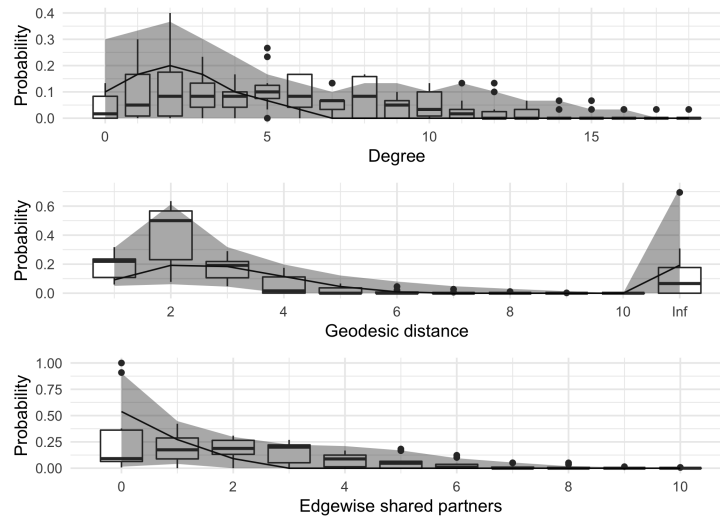 Probability
0.4
0.3
0.2
0.1
0.0
0 5 10 15
Degree
Probability
0.6
0.4
0.2
0.0
2 4 6 8 10 Inf
Geodesic distance
Probability
1.00
0.75
0.50
0.25
0.00
0 2 4 6 8 10
Edgewise shared partners